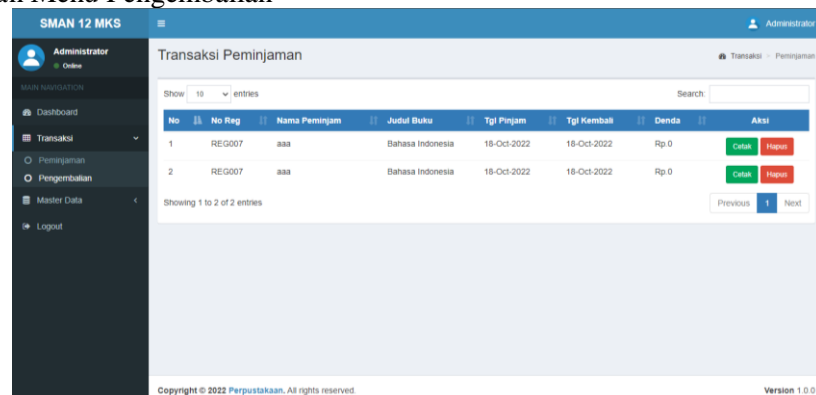 Menu Pengembalian
SMAN 12 MKS
Administrator
Administrator
Online
Transaksi Peminjaman
Transaksi > Peminjaman
MAIN NAVIGATION
Dashboard
Transaksi
Peminjaman
Pengembalian
Master Data
Logout
Show 10 entries
Search:
No No Reg Nama Peminjam Judul Buku Tgl Pinjam Tgl Kembali Denda Aksi
1 REG007 aaa Bahasa Indonesia 18-Oct-2022 18-Oct-2022 Rp.0 Cetak Hapus
2 REG007 aaa Bahasa Indonesia 18-Oct-2022 18-Oct-2022 Rp.0 Cetak Hapus
Showing 1 to 2 of 2 entries
Previous 1 Next
Copyright © 2022 Perpustakaan. All rights reserved.
Version 1.0.0